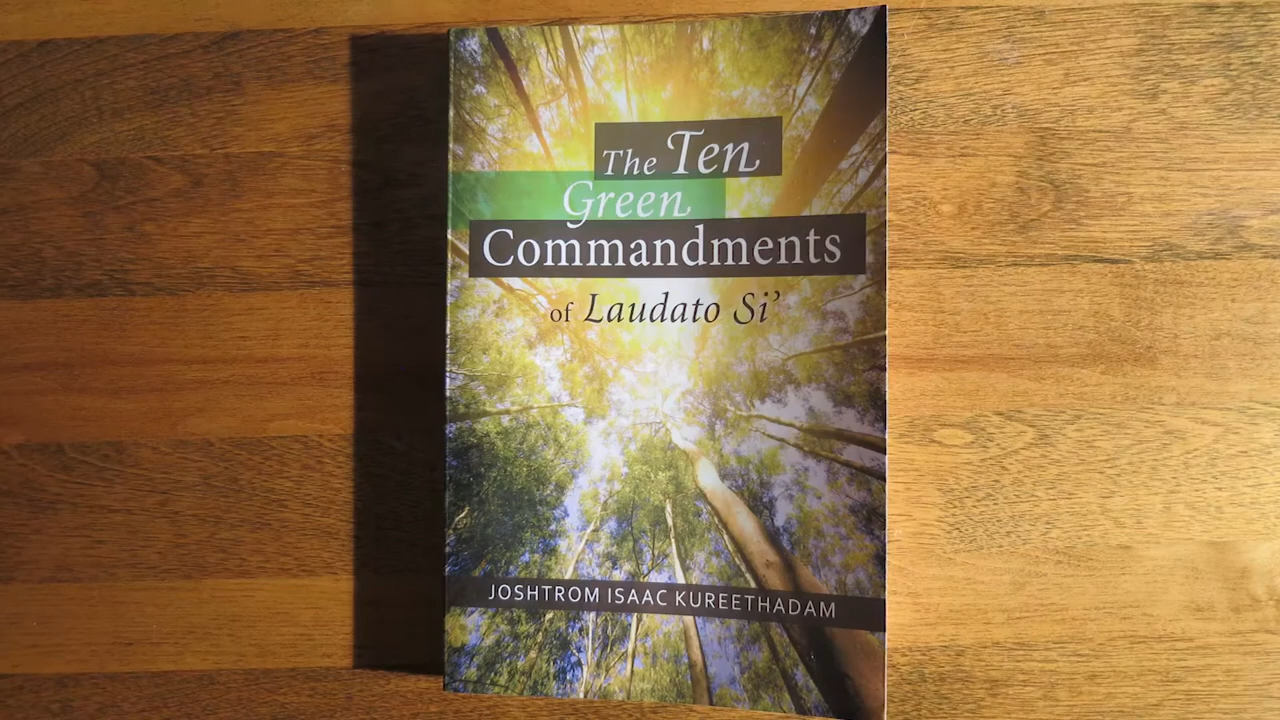 The Ten
Green
Commandments
of Laudato Si’
JOSHTROM ISAAC KUREETHADAM